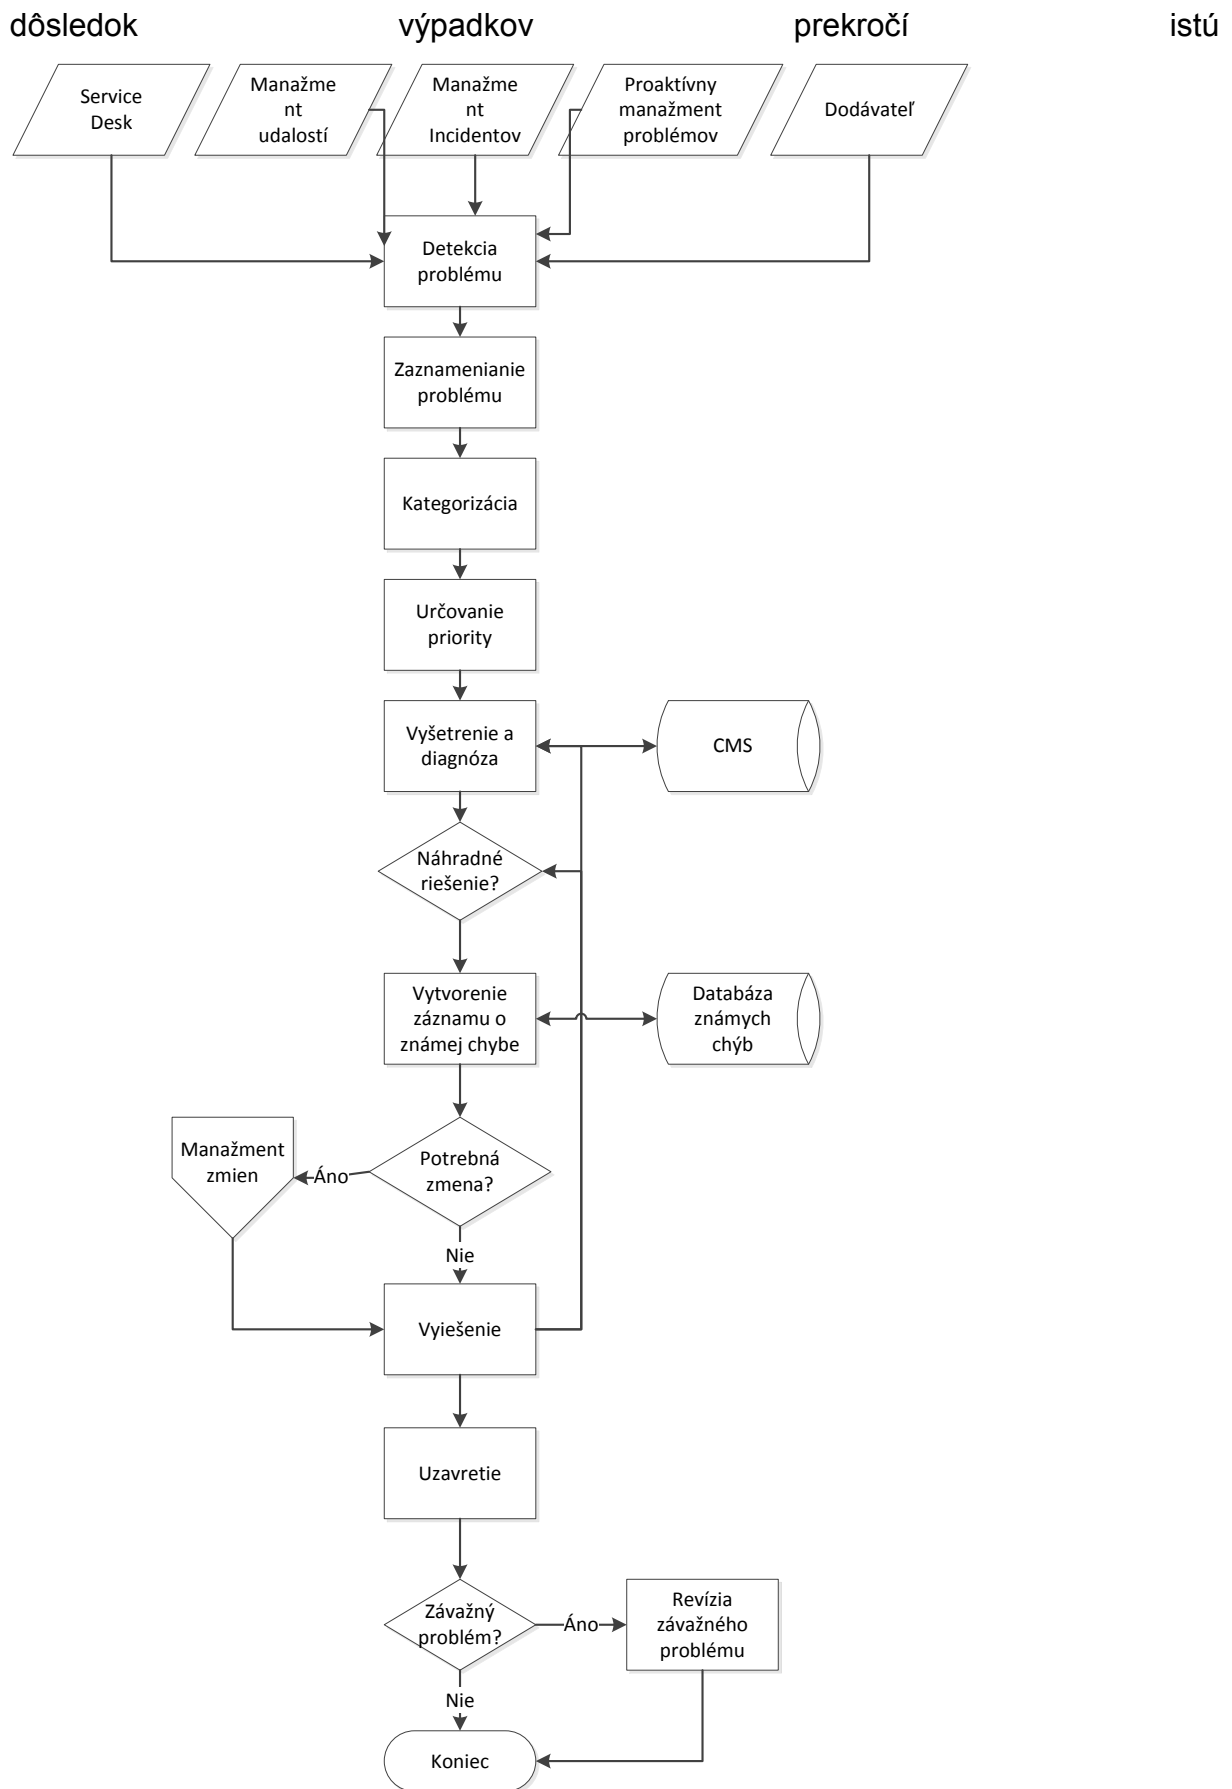 dôsledok výpadkov prekročí istú
Service
Desk
Manažme
nt
udalostí
Manažme
nt
Incidentov
Proaktívny
manažment
problémov
Dodávateľ
Detekcia
problému
Zaznamenianie
problému
Kategorizácia
Určovanie
priority
Vyšetrenie a
diagnóza
CMS
Náhradné
riešenie?
Vytvorenie
záznamu o
známej chybe
Databáza
známych
chýb
Manažment
zmien
Áno
Potrebná
zmena?
Nie
Vyiešenie
Uzavretie
Závažný
problém?
Áno
Revízia
závažného
problému
Nie
Koniec